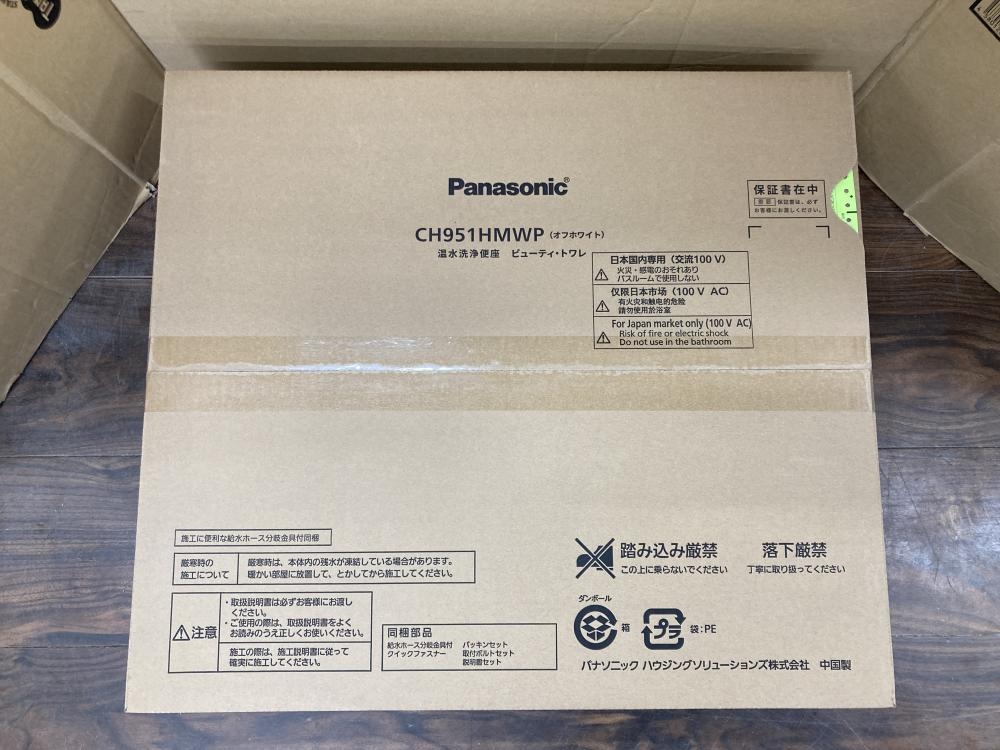 Panasonic®
CH951HMWP (オフホワイト)
温水洗浄便座 ビューティ・トワレ
保証書在中
保証書は、必ず
お客様にお渡しください。
日本国内専用(交流100 V)
火災・感電のおそれあり
バスルームで使用しない
仅限日本市场(100 V AC)
有火灾和触电的危险
請勿使用於浴室
For Japan market only (100 V AC)
Risk of fire or electric shock
Do not use in the bathroom
施工に便利な給水ホース分岐金具付同梱
厳寒時の
施工について
厳寒時は、本体内の残水が凍結している場合があります。
暖かい部屋に放置して、とかしてから施工してください。
注意
・取扱説明書は必ずお客様にお渡し
ください。
・ご使用の際は、取扱説明書をよく
お読みのうえ正しくお使いください。
施工の際は、施工説明書に従って
確実に施工してください。
同梱部品
給水ホース分岐金具付 パッキンセット
クイックファスナー 取付ボルトセット
説明書セット
踏み込み厳禁
この上に乗らないでください
落下厳禁
丁寧に取り扱ってください
ダンボール
箱
プラ
袋:PE
パナソニック ハウジングソリューションズ株式会社 中国製